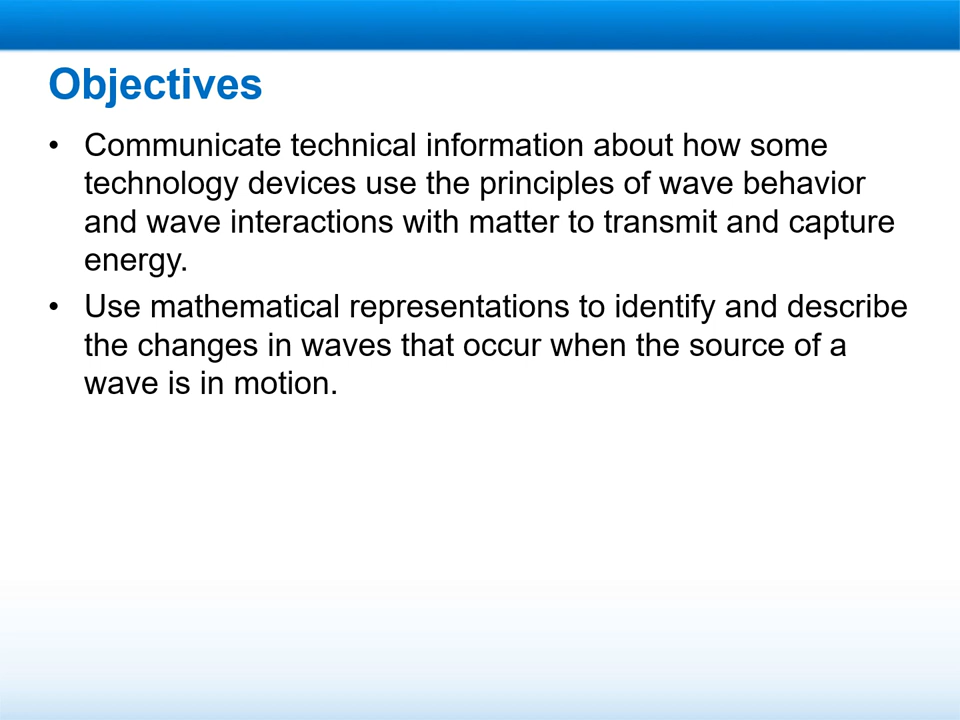 Objectives
• Communicate technical information about how some
technology devices use the principles of wave behavior
and wave interactions with matter to transmit and capture
energy.
• Use mathematical representations to identify and describe
the changes in waves that occur when the source of a
wave is in motion.